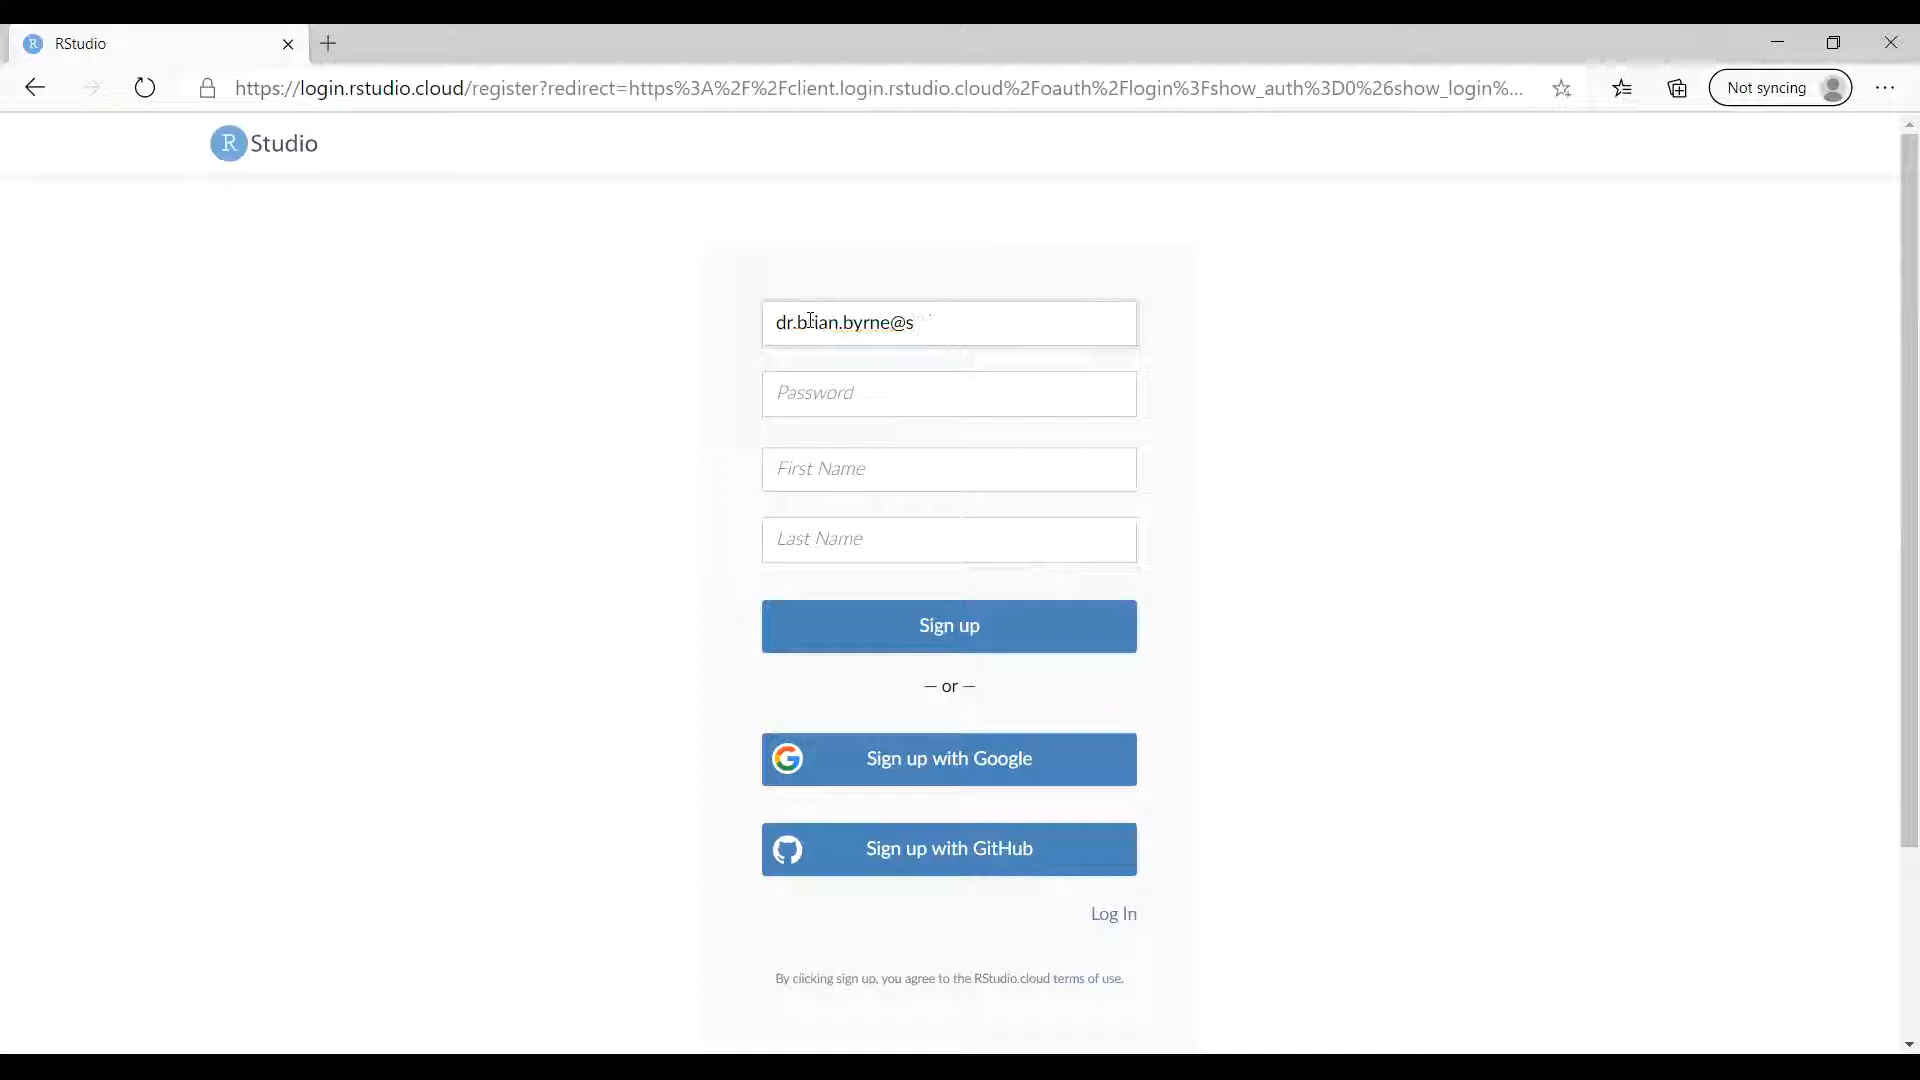 RStudio
https://login.rstudio.cloud/register?redirect=https%3A%2F%2Fclient.login.rstudio.cloud%2Foauth%2Flogin%3Fshow_auth%3D0%26show_login%...
Not syncing
R Studio
dr.brian.byrne@s
Password
First Name
Last Name
Sign up
— or —
Sign up with Google
Sign up with GitHub
Log In
By clicking sign up, you agree to the RStudio.cloud terms of use.